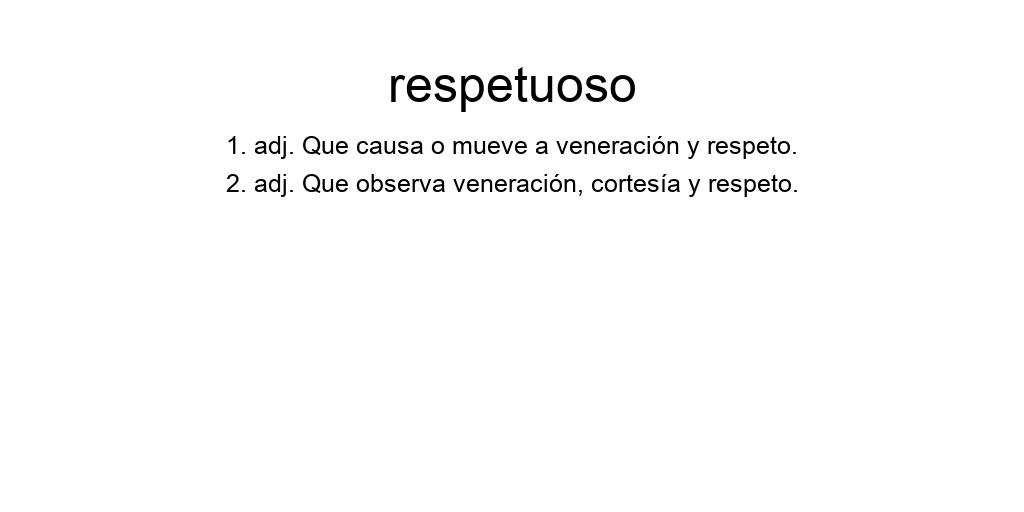 respetuoso
1. adj. Que causa o mueve a veneración y respeto.
2. adj. Que observa veneración, cortesía y respeto.